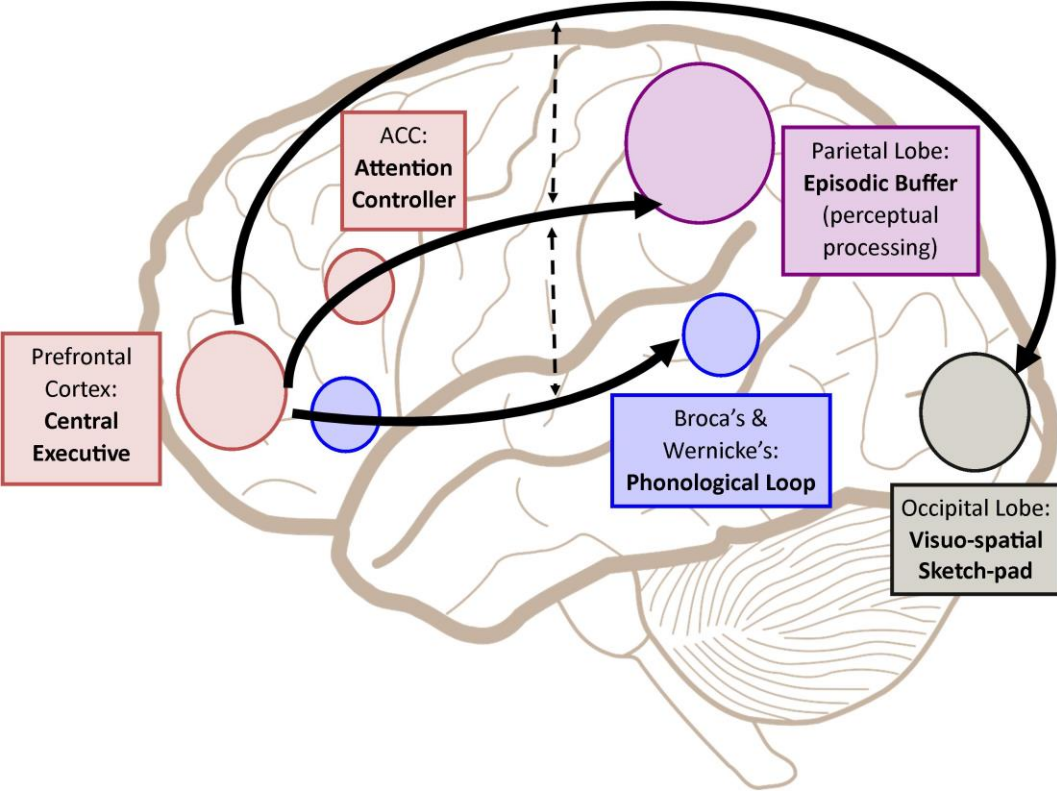 ACC:
Attention
Controller
Parietal Lobe:
Episodic Buffer
(perceptual
processing)
Prefrontal
Cortex:
Central
Executive
Broca’s &
Wernicke’s:
Phonological Loop
Occipital Lobe:
Visuo-spatial
Sketch-pad